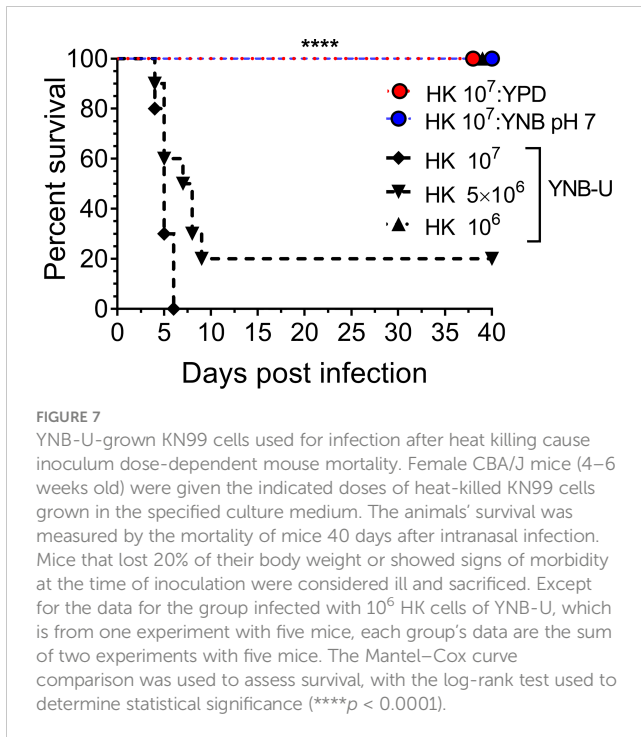 ****
100
80
60
40
20
0
Percent survival
0 5 10 15 20 25 30 35 40
Days post infection
HK 10⁷:YPD
HK 10⁷:YNB pH 7
HK 10⁷
HK 5×10⁶
HK 10⁶
YNB-U
FIGURE 7
YNB-U-grown KN99 cells used for infection after heat killing cause
inoculum dose-dependent mouse mortality. Female CBA/J mice (4–6
weeks old) were given the indicated doses of heat-killed KN99 cells
grown in the specified culture medium. The animals’ survival was
measured by the mortality of mice 40 days after intranasal infection.
Mice that lost 20% of their body weight or showed signs of morbidity
at the time of inoculation were considered ill and sacrificed. Except
for the data for the group infected with 10⁶ HK cells of YNB-U, which
is from one experiment with five mice, each group’s data are the sum
of two experiments with five mice. The Mantel–Cox curve
comparison was used to assess survival, with the log-rank test used to
determine statistical significance (****p < 0.0001).